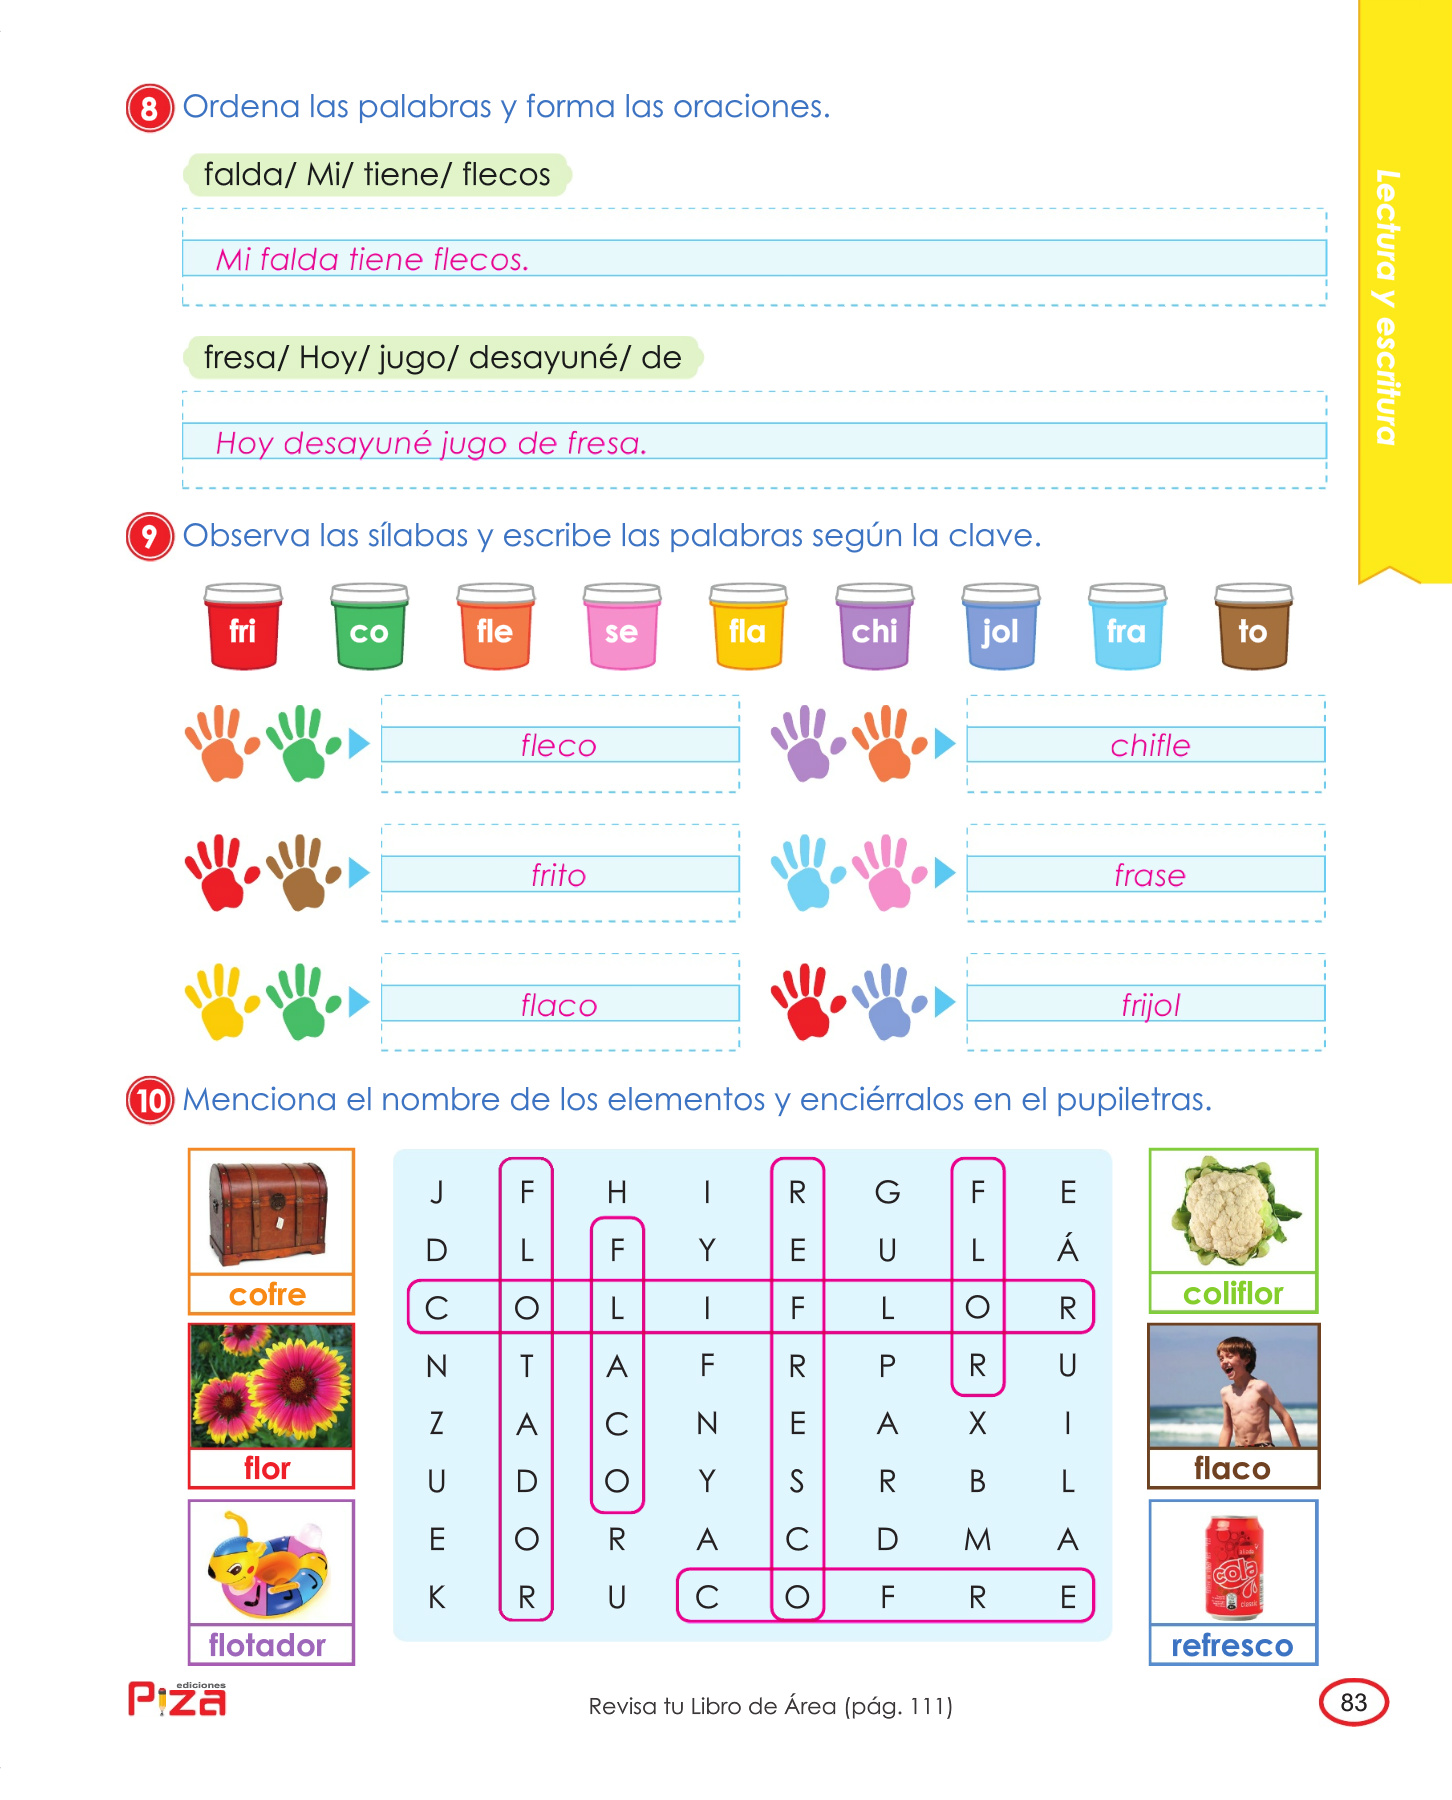 8 Ordena las palabras y forma las oraciones.
falda/ Mi/ tiene/ flecos
Mi falda tiene flecos.
fresa/ Hoy/ jugo/ desayuné/ de
Hoy desayuné jugo de fresa.
Lectura y escritura
9 Observa las sílabas y escribe las palabras según la clave.
fri co fle se fla chi jol fra to
fleco chifle
frito frase
flaco frijol
10 Menciona el nombre de los elementos y enciérralos en el pupiletras.
cofre
flor
flotador
J F H I R G F E
D L F Y E U L Á
C O L I F L O R
N T A F R P R U
Z A C N E A X I
U D O Y S R B L
E O R A C D M A
K R U C O F R E
coliflor
flaco
cola
classic
refresco
ediciones
Piza
Revisa tu Libro de Área (pág. 111)
83